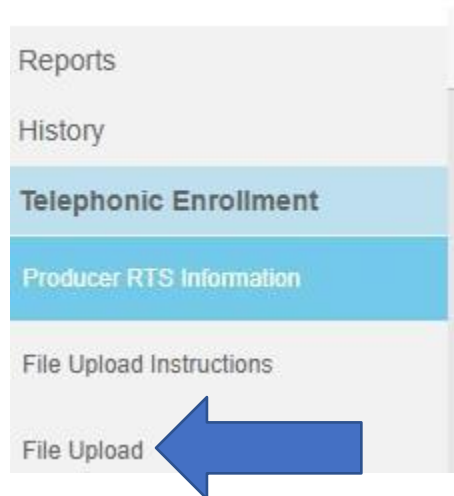 Reports
History
Telephonic Enrollment
Producer RTS Information
File Upload Instructions
File Upload